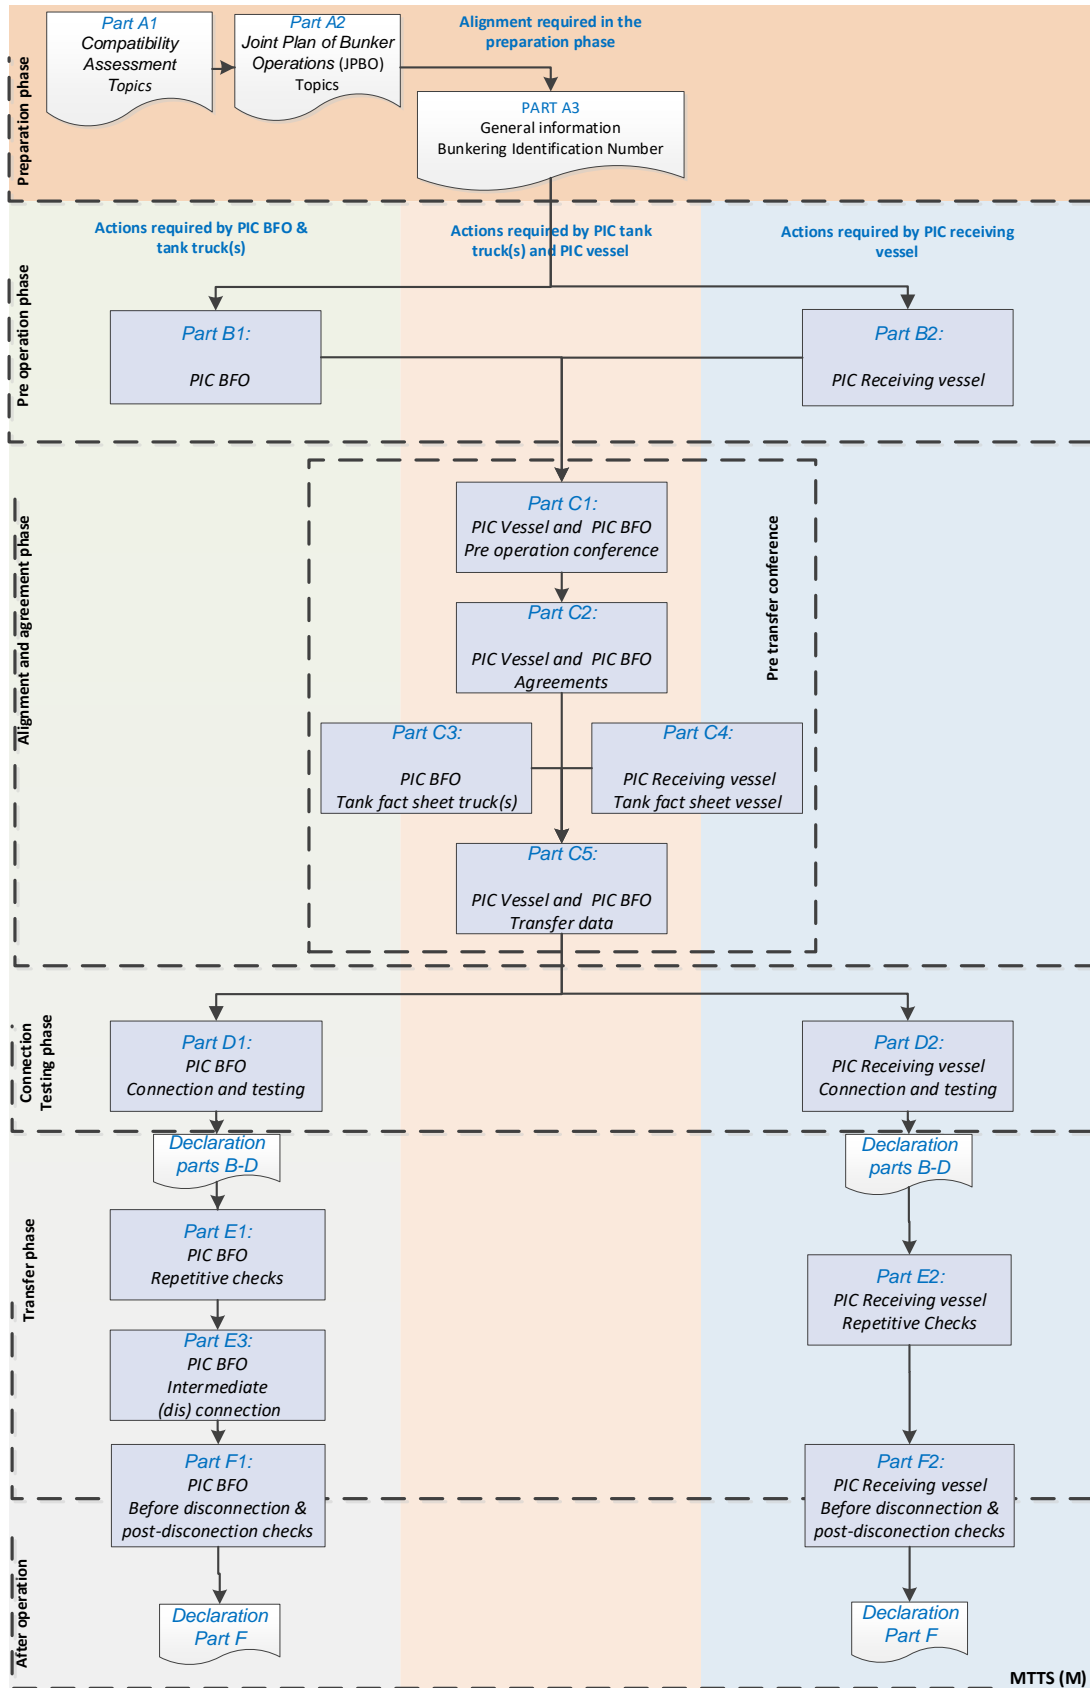 Part A1
Compatibility
Assessment
Topics
Part A2
Joint Plan of Bunker
Operations (JPBO)
Topics
Alignment required in the
preparation phase
Preparation phase
PART A3
General information
Bunkering Identification Number
Actions required by PIC BFO &
tank truck(s)
Actions required by PIC tank
truck(s) and PIC vessel
Actions required by PIC receiving
vessel
Pre operation phase
Part B1:
PIC BFO
Part B2:
PIC Receiving vessel
Alignment and agreement phase
Pre transfer conference
Part C1:
PIC Vessel and PIC BFO
Pre operation conference
Part C2:
PIC Vessel and PIC BFO
Agreements
Part C3:
PIC BFO
Tank fact sheet truck(s)
Part C4:
PIC Receiving vessel
Tank fact sheet vessel
Part C5:
PIC Vessel and PIC BFO
Transfer data
Connection
Testing phase
Part D1:
PIC BFO
Connection and testing
Part D2:
PIC Receiving vessel
Connection and testing
Transfer phase
Declaration
parts B-D
Declaration
parts B-D
Part E1:
PIC BFO
Repetitive checks
Part E2:
PIC Receiving vessel
Repetitive Checks
Part E3:
PIC BFO
Intermediate
(dis) connection
Part F1:
PIC BFO
Before disconnection &
post-disconection checks
Part F2:
PIC Receiving vessel
Before disconnection &
post-disconection checks
After operation
Declaration
Part F
Declaration
Part F
MTTS (M)